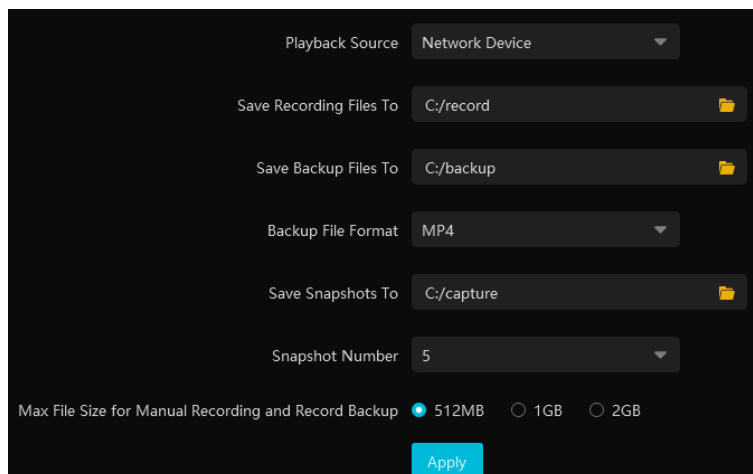 Playback Source Network Device
Save Recording Files To C:/record
Save Backup Files To C:/backup
Backup File Format MP4
Save Snapshots To C:/capture
Snapshot Number 5
Max File Size for Manual Recording and Record Backup 512MB 1GB 2GB
Apply